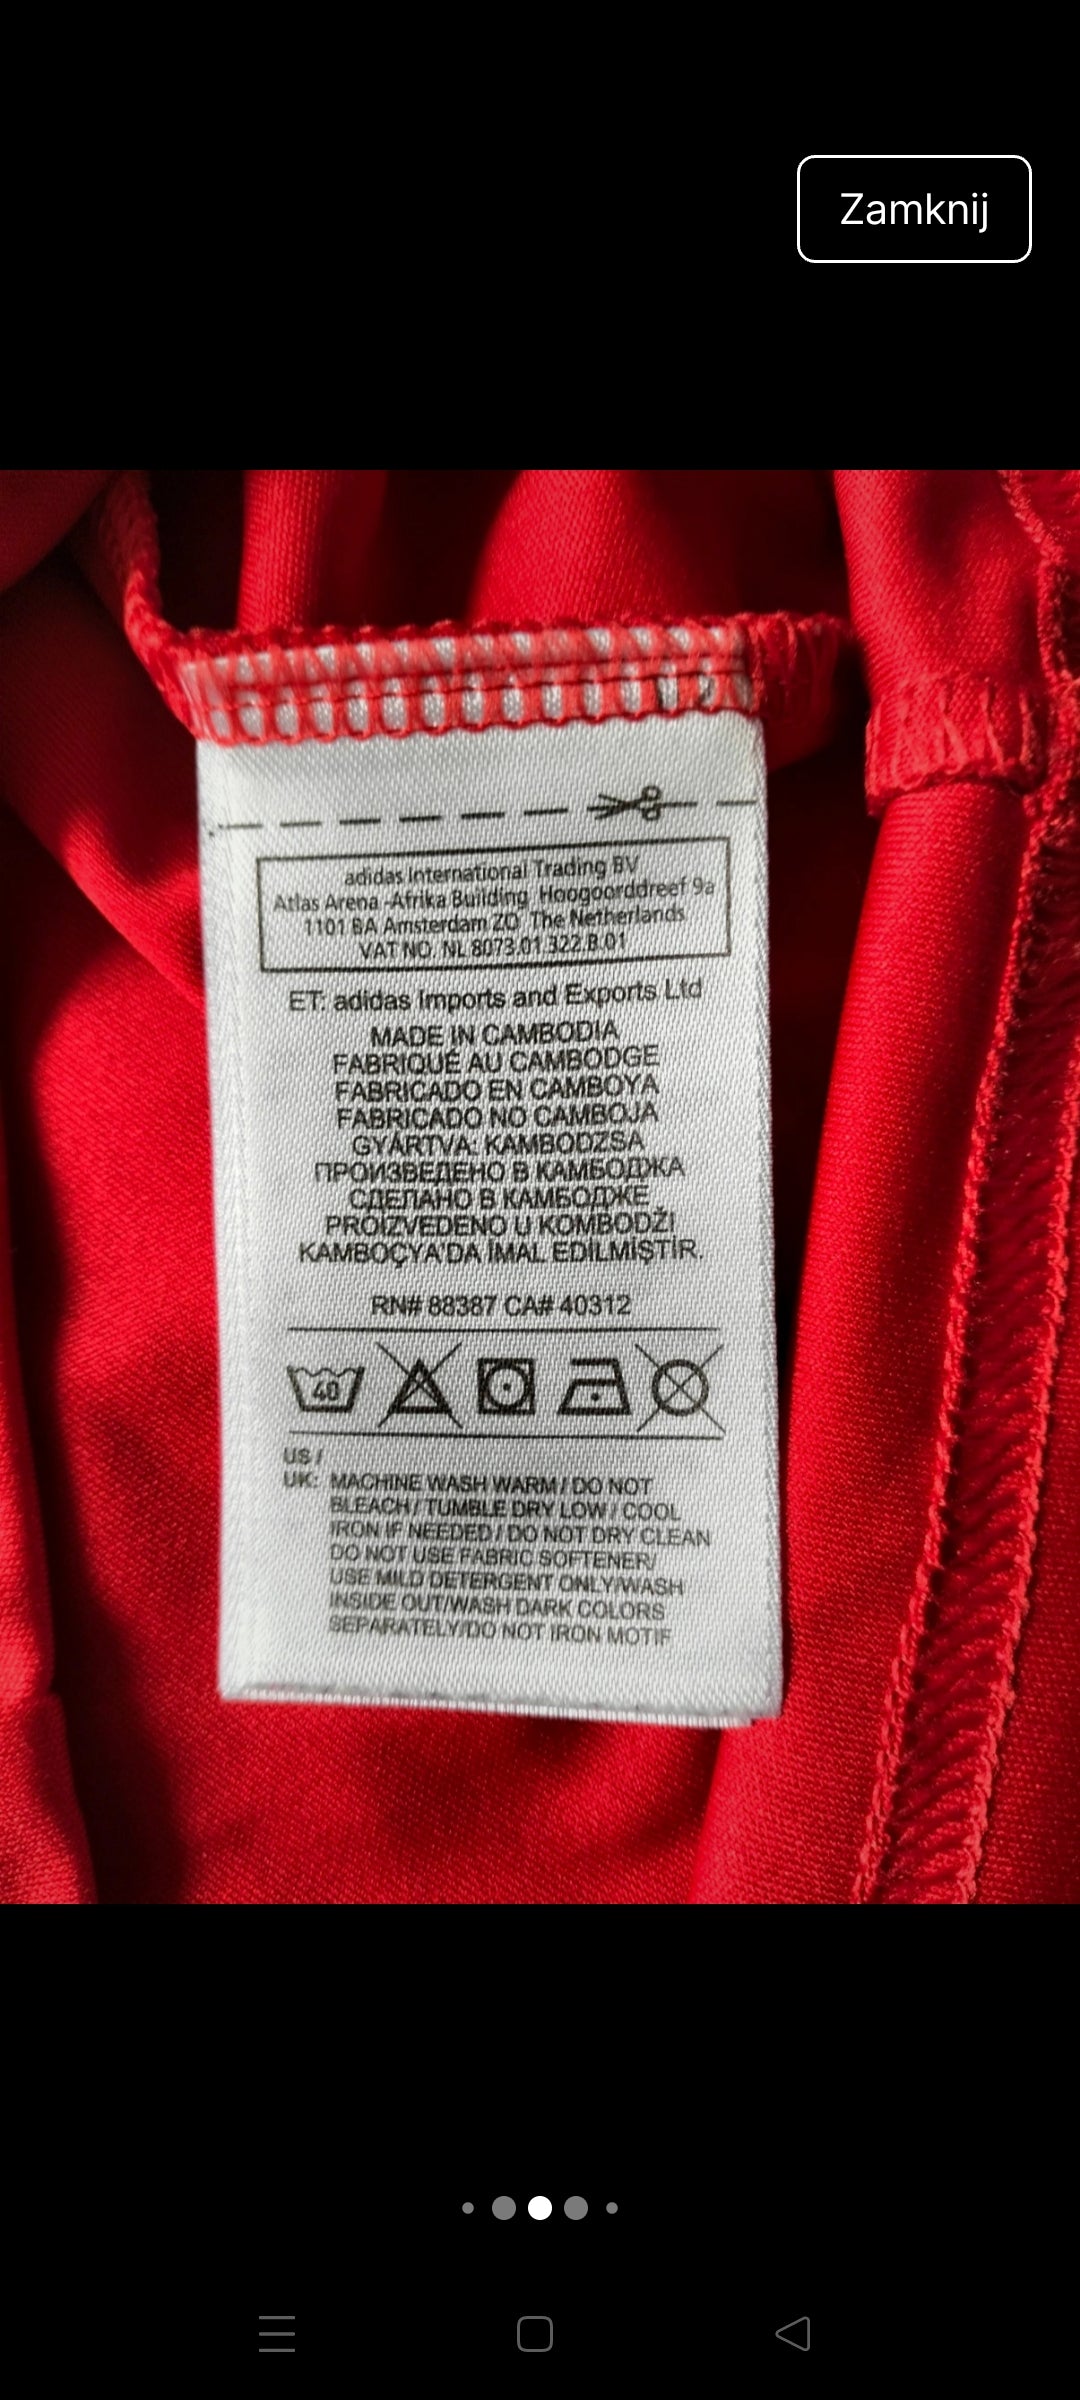 Zamknij
adidas International Trading BV
Atlas Arena -Afrika Building, Hoogoorddreef 9a
1101 BA Amsterdam ZO, The Netherlands
VAT NO. NL 8073.01.322.B.01
ET: adidas Imports and Exports Ltd
MADE IN CAMBODIA
FABRIQUÉ AU CAMBODGE
FABRICADO EN CAMBOYA
FABRICADO NO CAMBOJA
GYÁRTVA: KAMBODZSA
ПРОИЗВЕДЕНО В КАМБОДЖА
СДЕЛАНО В КАМБОДЖЕ
PROIZVEDENO U KOMBODŽI
KAMBOÇYA'DA İMAL EDİLMİŞTİR.
RN# 88387 CA# 40312
40
US /
UK: MACHINE WASH WARM / DO NOT
BLEACH / TUMBLE DRY LOW / COOL
IRON IF NEEDED / DO NOT DRY CLEAN
DO NOT USE FABRIC SOFTENER/
USE MILD DETERGENT ONLY/WASH
INSIDE OUT/WASH DARK COLORS
SEPARATELY/DO NOT IRON MOTIF